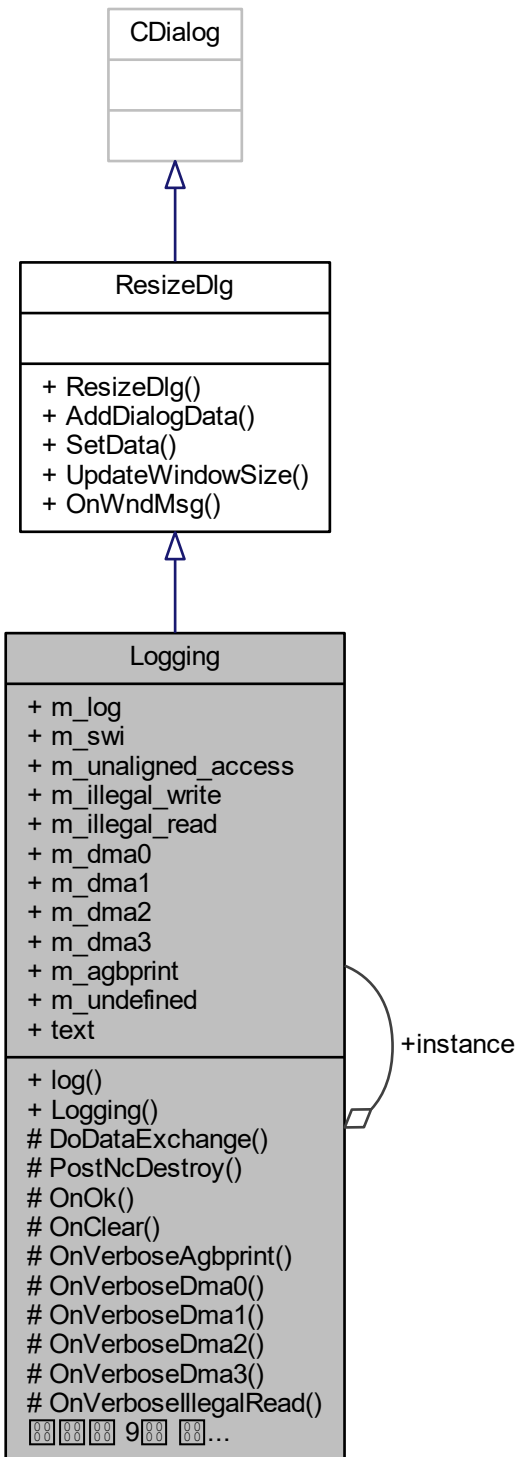 CDialog
ResizeDlg
+ ResizeDlg()
+ AddDialogData()
+ SetData()
+ UpdateWindowSize()
+ OnWndMsg()
Logging
+ m_log
+ m_swi
+ m_unaligned_access
+ m_illegal_write
+ m_illegal_read
+ m_dma0
+ m_dma1
+ m_dma2
+ m_dma3
+ m_agbprint
+ m_undefined
+ text
+instance
+ log()
+ Logging()
# DoDataExchange()
# PostNcDestroy()
# OnOk()
# OnClear()
# OnVerboseAgbprint()
# OnVerboseDma0()
# OnVerboseDma1()
# OnVerboseDma2()
# OnVerboseDma3()
# OnVerboseIllegalRead()
9 ...